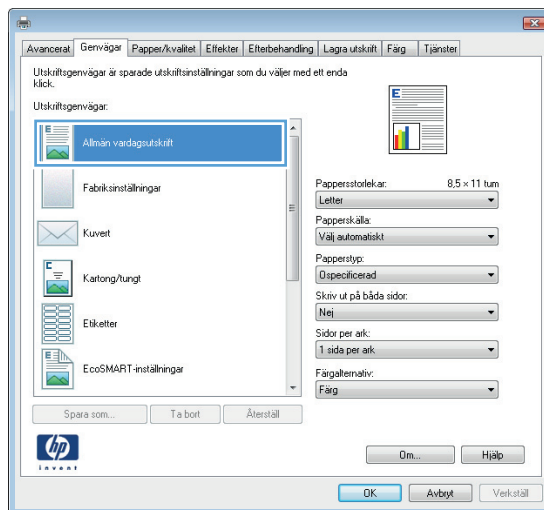 Avancerat Genvägar Papper/kvalitet Effekter Efterbehandling Lagra utskrift Färg Tjänster
Utskriftsgenvägar är sparade utskriftsinställningar som du väljer med ett enda
klick.
Utskriftsgenvägar:
E
Allmän vardagsutskrift
Fabriksinställningar
Kuvert
Kartong/tungt
Etiketter
EcoSMART-inställningar
Spara som... Ta bort Återställ
E
Pappersstorlekar: 8,5 × 11 tum
Letter
Papperskälla:
Välj automatiskt
Papperstyp:
Ospecificerad
Skriv ut på båda sidor:
Nej
Sidor per ark:
1 sida per ark
Färgalternativ:
Färg
hp
invent
Om... Hjälp
OK Avbryt Verkställ